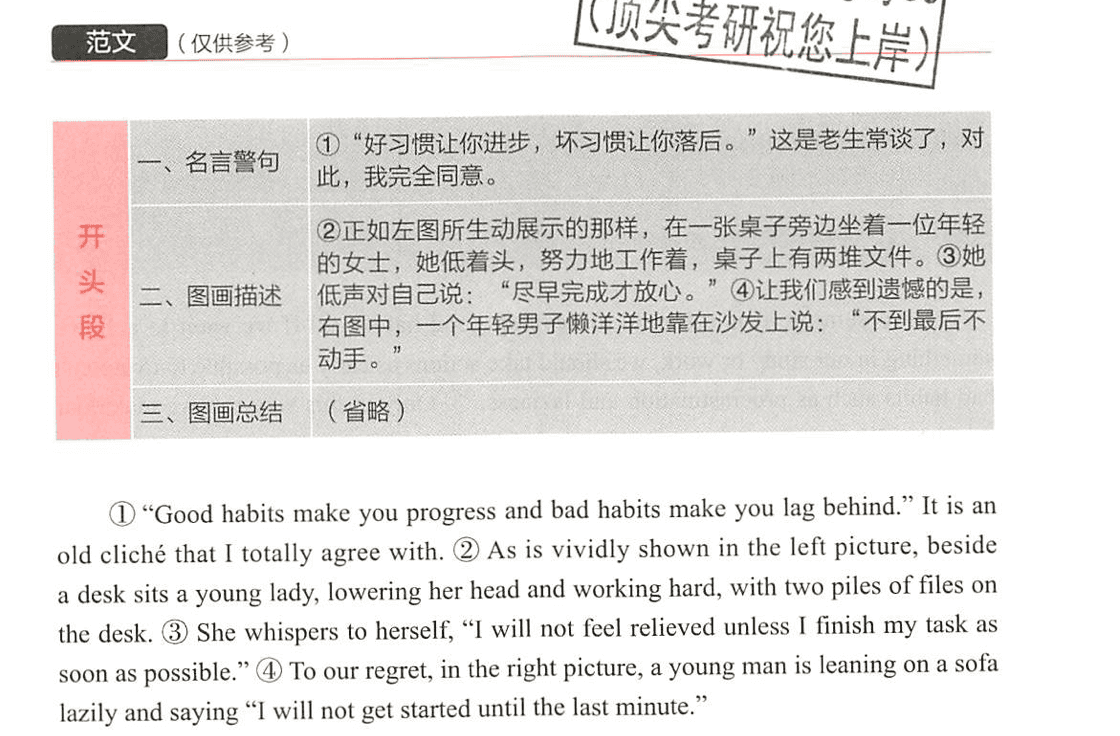 范文 （仅供参考）
（顶尖考研祝您上岸）
开头段
一、名言警句
①“好习惯让你进步，坏习惯让你落后。”这是老生常谈了，对
此，我完全同意。
二、图画描述
②正如左图所生动展示的那样，在一张桌子旁边坐着一位年轻
的女士，她低着头，努力地工作着，桌子上有两堆文件。③她
低声对自己说：“尽早完成才放心。”④让我们感到遗憾的是，
右图中，一个年轻男子懒洋洋地靠在沙发上说：“不到最后不
动手。”
三、图画总结
（省略）
① “Good habits make you progress and bad habits make you lag behind.” It is an
old cliché that I totally agree with. ② As is vividly shown in the left picture, beside
a desk sits a young lady, lowering her head and working hard, with two piles of files on
the desk. ③ She whispers to herself, “I will not feel relieved unless I finish my task as
soon as possible.” ④ To our regret, in the right picture, a young man is leaning on a sofa
lazily and saying “I will not get started until the last minute.”